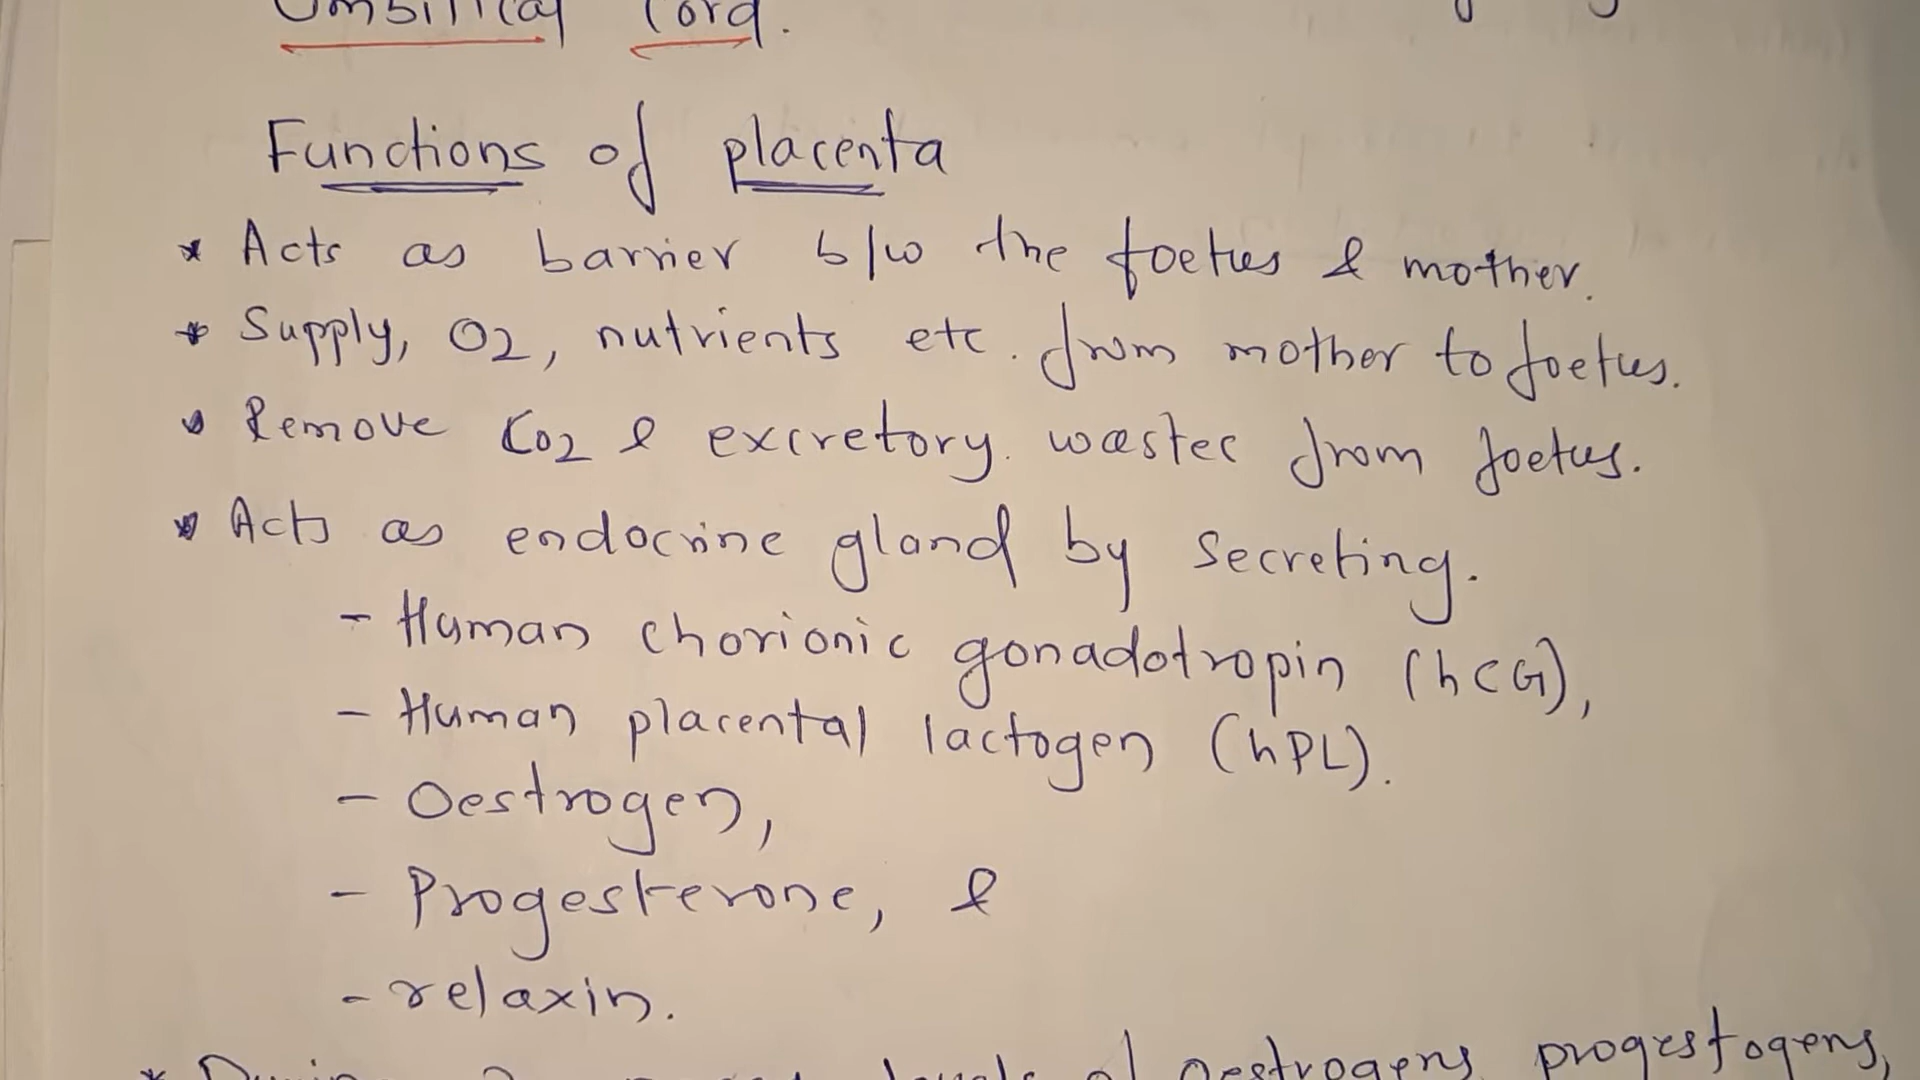 Umbilical Cord.
Functions of placenta
* Acts as barrier b/w the foetus & mother.
* Supply, O2, nutrients etc. from mother to foetus.
* Remove CO2 & excretory. wastes from foetus.
* Acts as endocrine gland by secreting.
- Human chorionic gonadotropin (hCG),
- Human placental lactogen (hPL).
- Oestrogen,
- Progesterone, &
- relaxin.
* levels of oestrogens, progestogens,